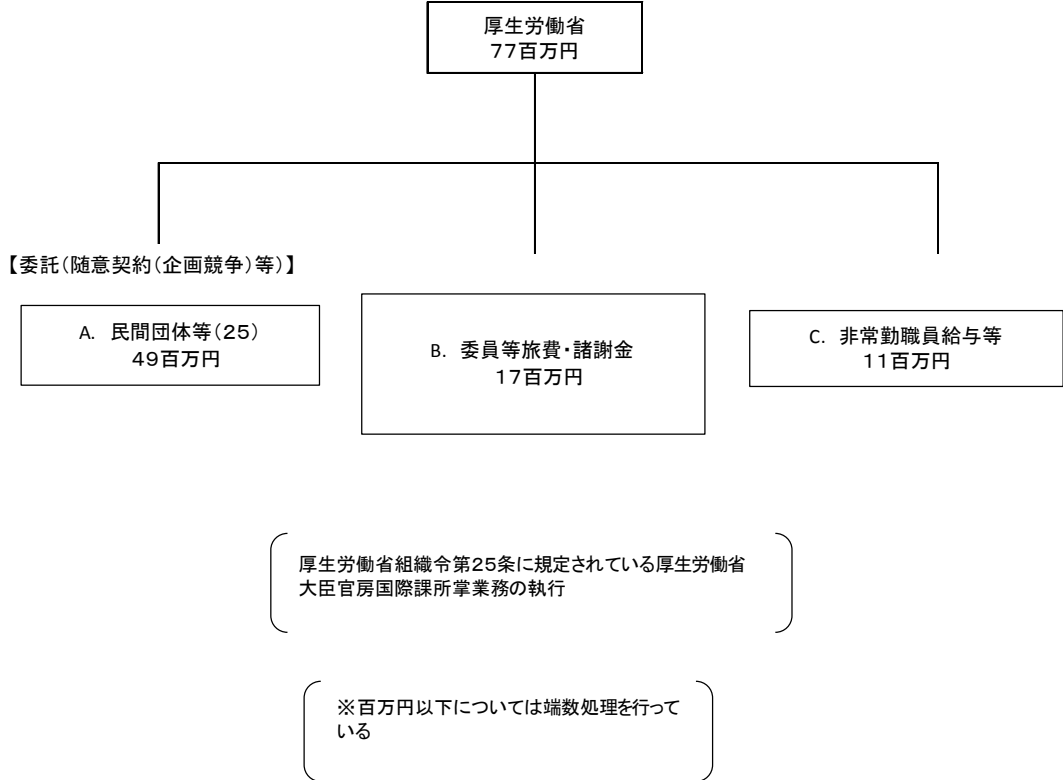 厚生労働省
77百万円
【委託(随意契約(企画競争)等)】
A. 民間団体等(25)
49百万円
B. 委員等旅費・諸謝金
17百万円
C. 非常勤職員給与等
11百万円
厚生労働省組織令第25条に規定されている厚生労働省
大臣官房国際課所掌業務の執行
※百万円以下については端数処理を行って
いる